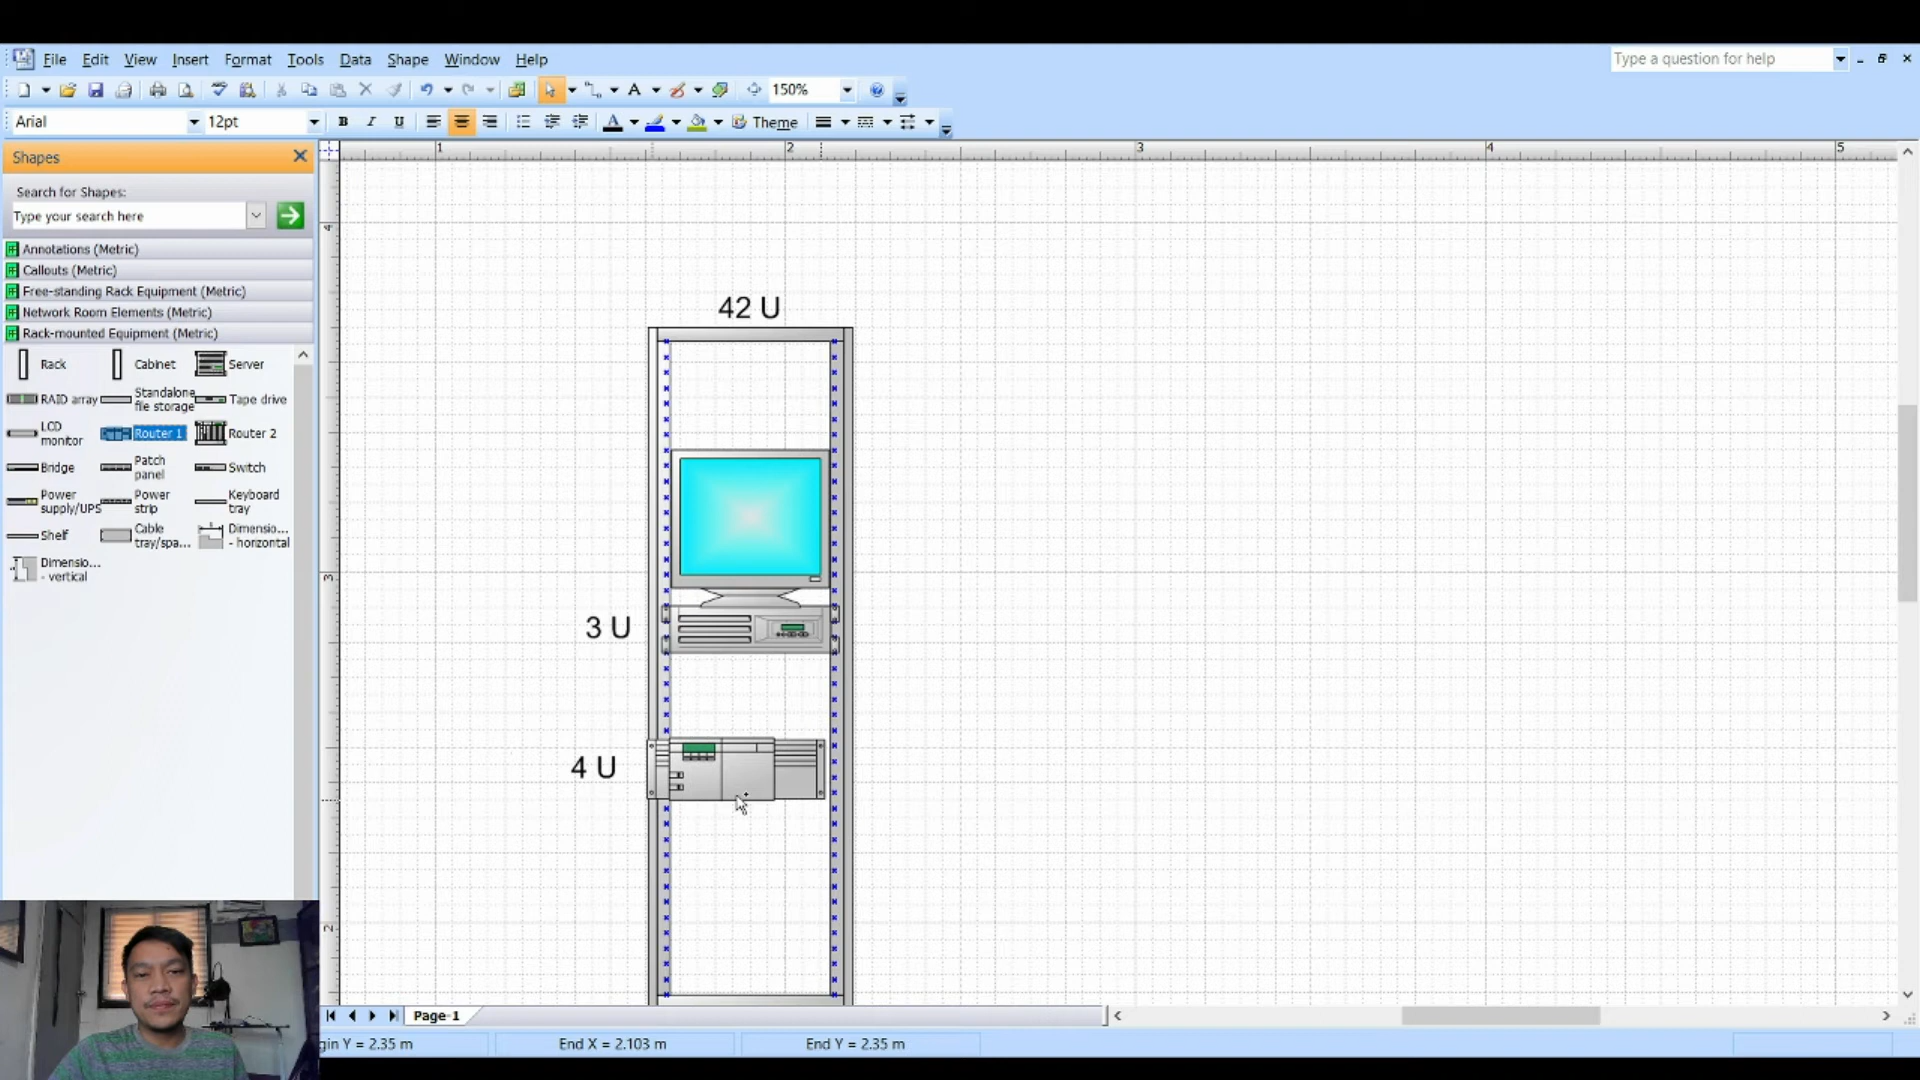 File Edit View Insert Format Tools Data Shape Window Help
Type a question for help
150%
Arial 12pt
B I U A Theme
Shapes
Search for Shapes:
Type your search here
Annotations (Metric)
Callouts (Metric)
Free-standing Rack Equipment (Metric)
Network Room Elements (Metric)
Rack-mounted Equipment (Metric)
Rack Cabinet Server
RAID array Standalone file storage Tape drive
LCD monitor Router 1 Router 2
Bridge Patch panel Switch
Power supply/UPS Power strip Keyboard tray
Shelf Cable tray/spa... Dimensio... - horizontal
Dimensio... - vertical
1 2 3 4 5
4
3
2
42 U
3 U
4 U
Page-1
gin Y = 2.35 m End X = 2.103 m End Y = 2.35 m